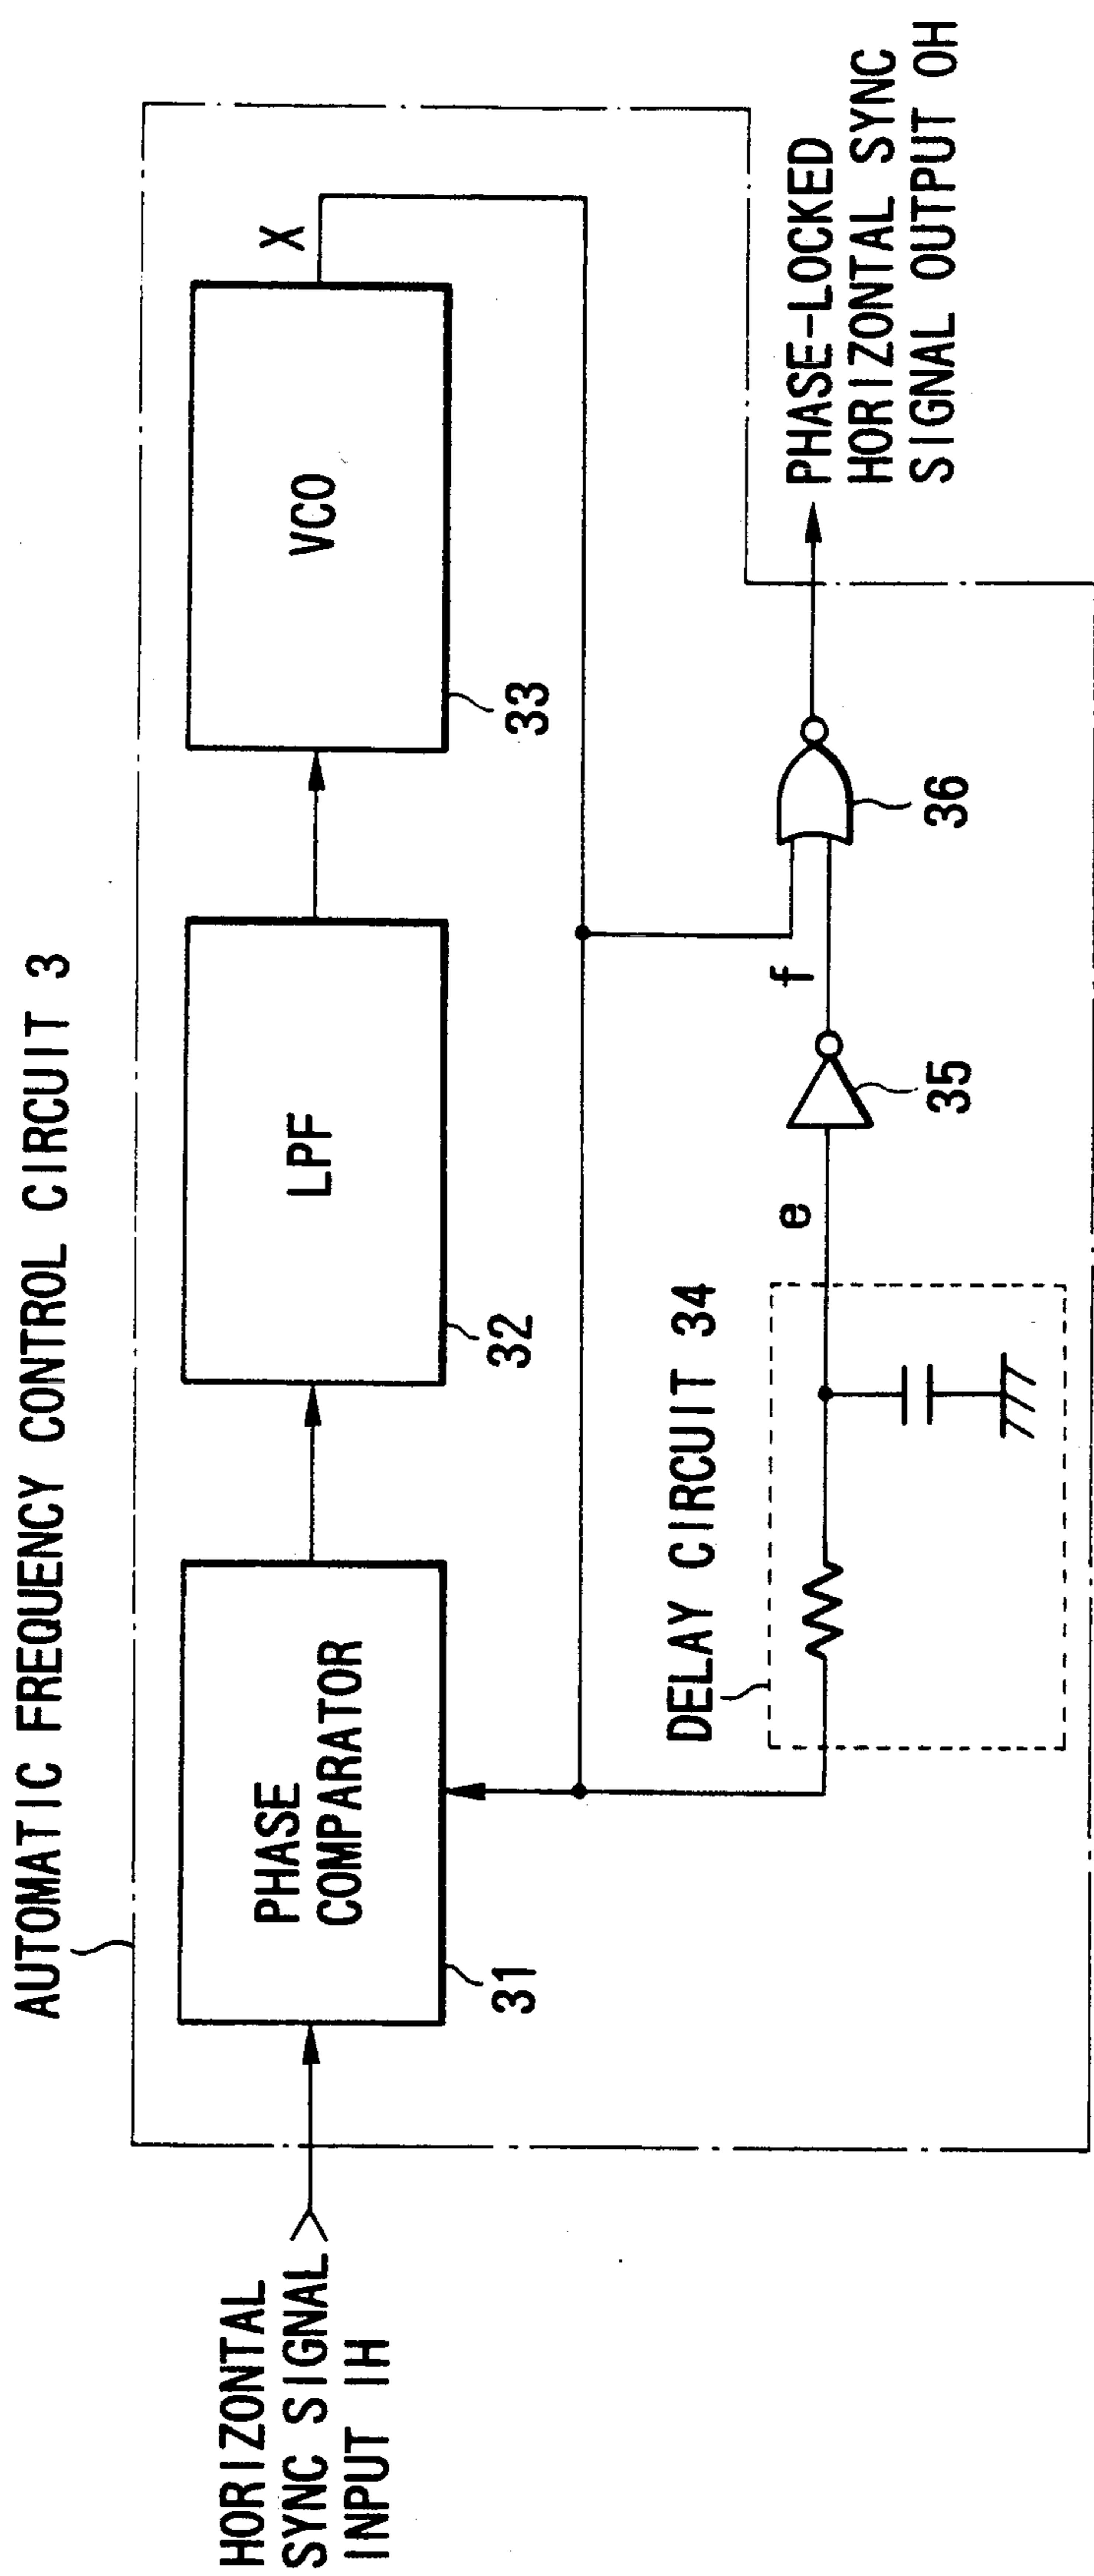 AUTOMATIC FREQUENCY CONTROL CIRCUIT 3
HORIZONTAL
SYNC SIGNAL
INPUT IH
PHASE
COMPARATOR
31
LPF
32
VCO
33
X
DELAY CIRCUIT 34
e
35
f
36
PHASE-LOCKED
HORIZONTAL SYNC
SIGNAL OUTPUT OH